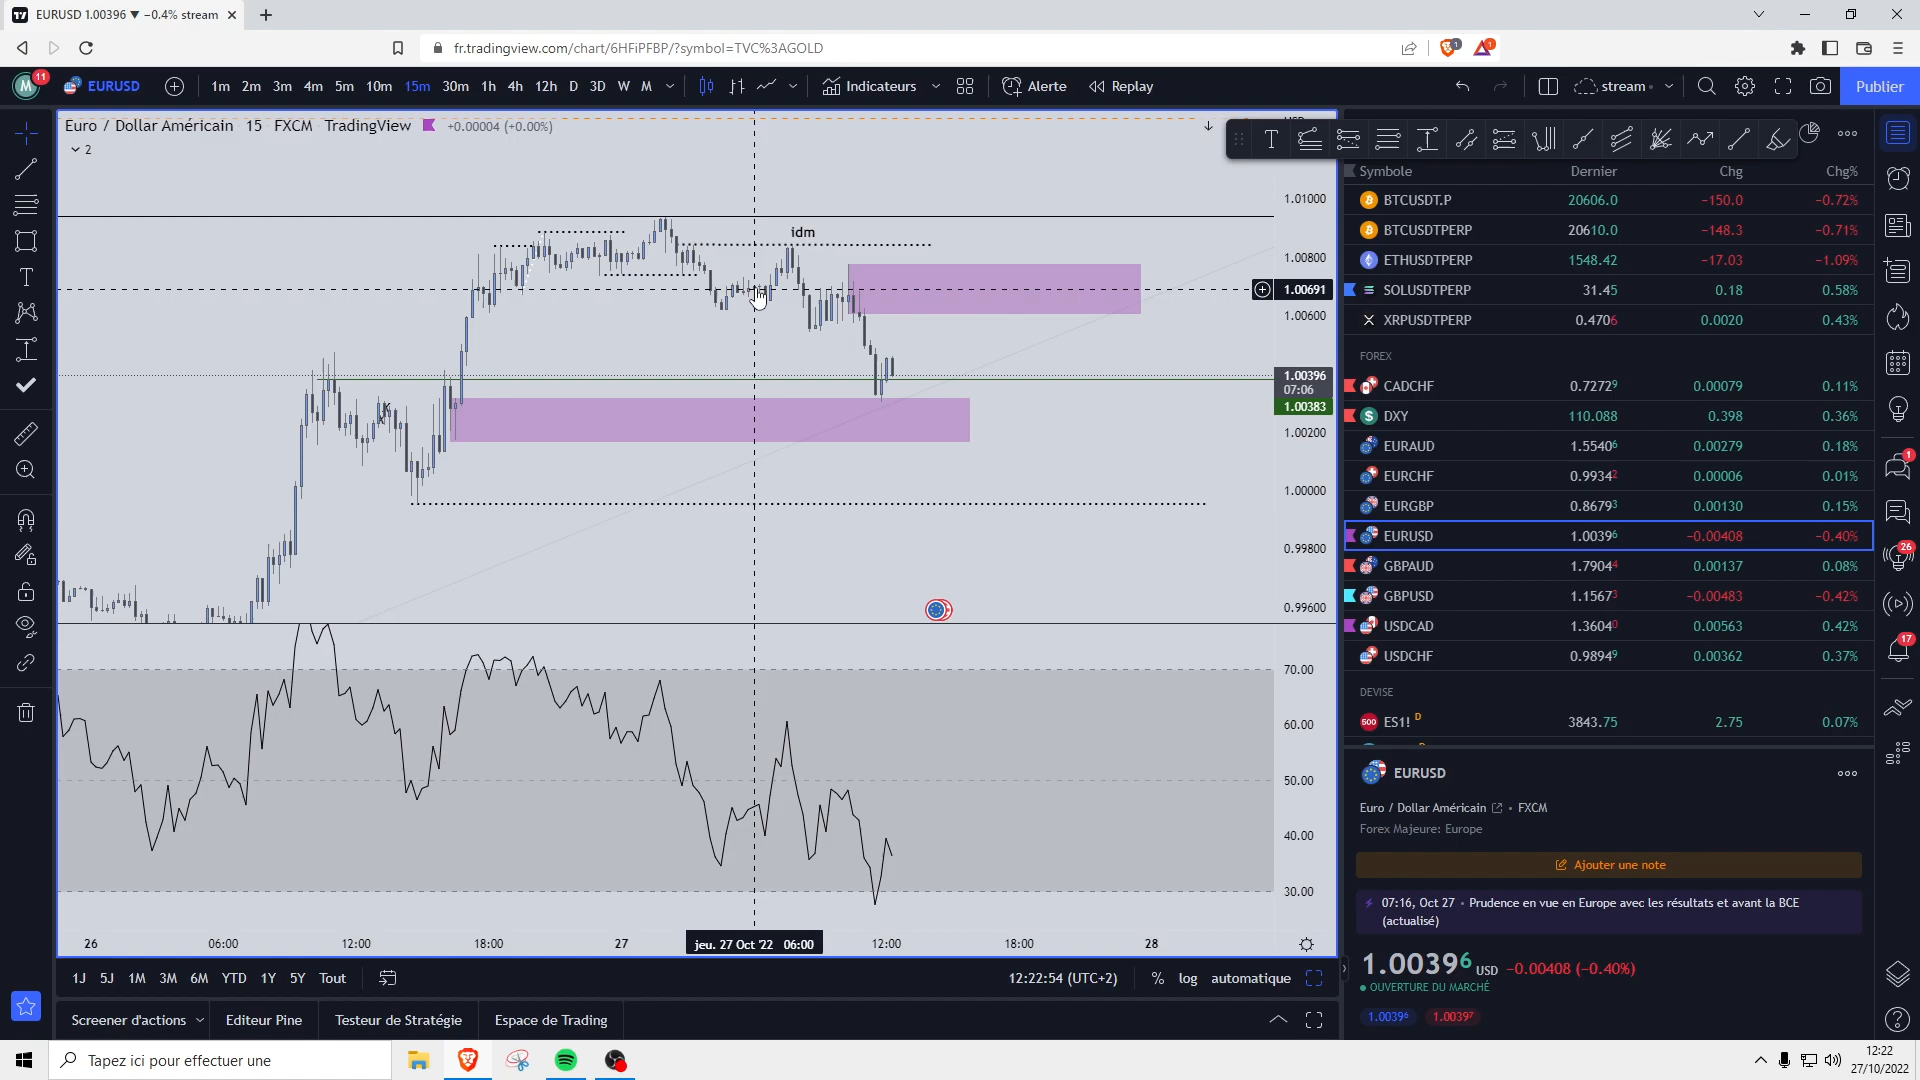 EURUSD 1.00396 ▼ −0.4% stream
fr.tradingview.com/chart/6HFiPFBP/?symbol=TVC%3AGOLD
1
1
M
11
EURUSD
1m 2m 3m 4m 5m 10m 15m 30m 1h 4h 12h D 3D W M
Indicateurs
Alerte
Replay
stream
Publier
Euro / Dollar Américain 15 FXCM TradingView +0.00004 (+0.00%)
2
1.01000
idm
1.00800
1.00691
1.00600
1.00396
07:06
1.00383
1.00200
1.00000
0.99800
0.99600
70.00
60.00
50.00
40.00
30.00
26 06:00 12:00 18:00 27 jeu. 27 Oct '22 06:00 12:00 18:00 28
1J 5J 1M 3M 6M YTD 1Y 5Y Tout
12:22:54 (UTC+2) % log automatique
Screener d'actions Editeur Pine Testeur de Stratégie Espace de Trading
Symbole Dernier Chg Chg%
BTCUSDT.P 20606.0 −150.0 −0.72%
BTCUSDTPERP 20610.0 −148.3 −0.71%
ETHUSDTPERP 1548.42 −17.03 −1.09%
SOLUSDTPERP 31.45 0.18 0.58%
XRPUSDTPERP 0.4706 0.0020 0.43%
FOREX
CADCHF 0.72729 0.00079 0.11%
DXY 110.088 0.398 0.36%
EURAUD 1.55406 0.00279 0.18%
EURCHF 0.99342 0.00006 0.01%
EURGBP 0.86793 0.00130 0.15%
EURUSD 1.00396 −0.00408 −0.40%
GBPAUD 1.79044 0.00137 0.08%
GBPUSD 1.15673 −0.00483 −0.42%
USDCAD 1.36040 0.00563 0.42%
USDCHF 0.98949 0.00362 0.37%
DEVISE
500 ES1! D 3843.75 2.75 0.07%
EURUSD
Euro / Dollar Américain • FXCM
Forex Majeure: Europe
Ajouter une note
07:16, Oct 27 • Prudence en vue en Europe avec les résultats et avant la BCE
(actualisé)
1.00396 USD −0.00408 (−0.40%)
OUVERTURE DU MARCHÉ
1.00396 1.00397
1
26
17
Tapez ici pour effectuer une
12:22
27/10/2022